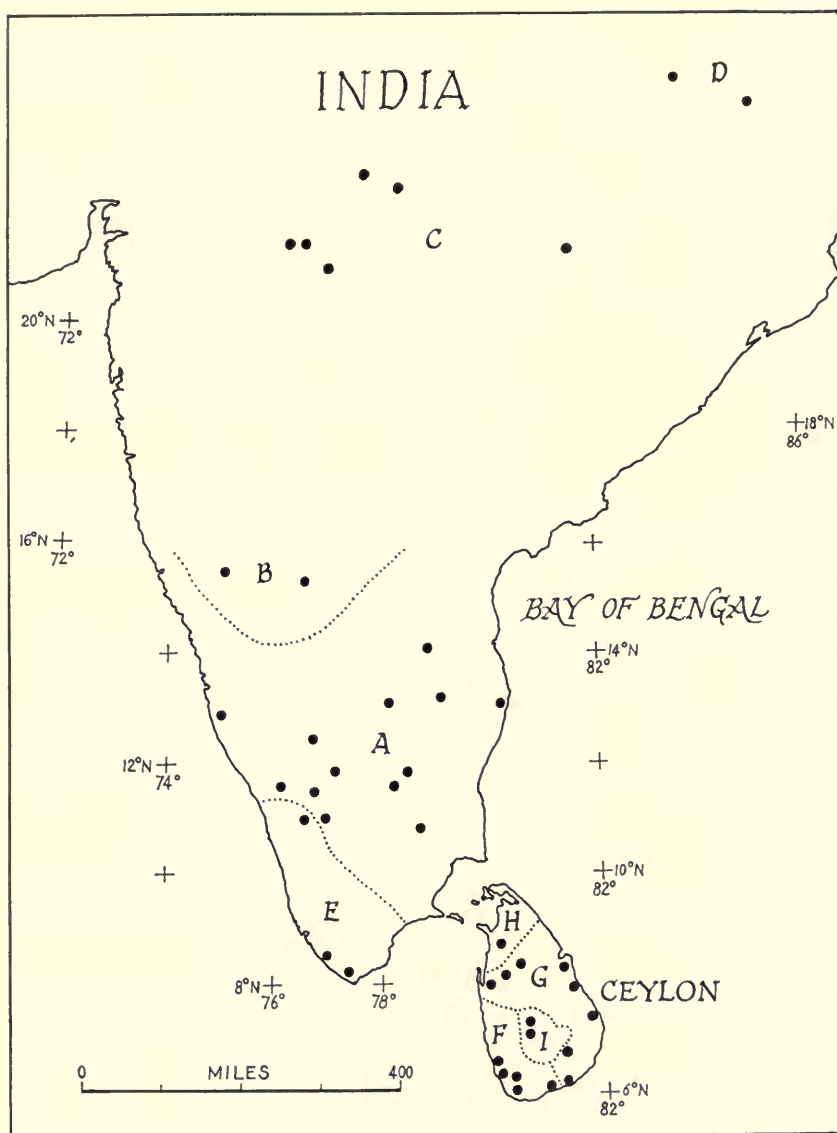 INDIA
D
C
20°N
72°
18°N
86°
16°N
72°
B
BAY OF BENGAL
14°N
82°
A
12°N
74°
10°N
82°
E
H
G
8°N
76°
78°
CEYLON
F
I
0 MILES 400
6°N
82°